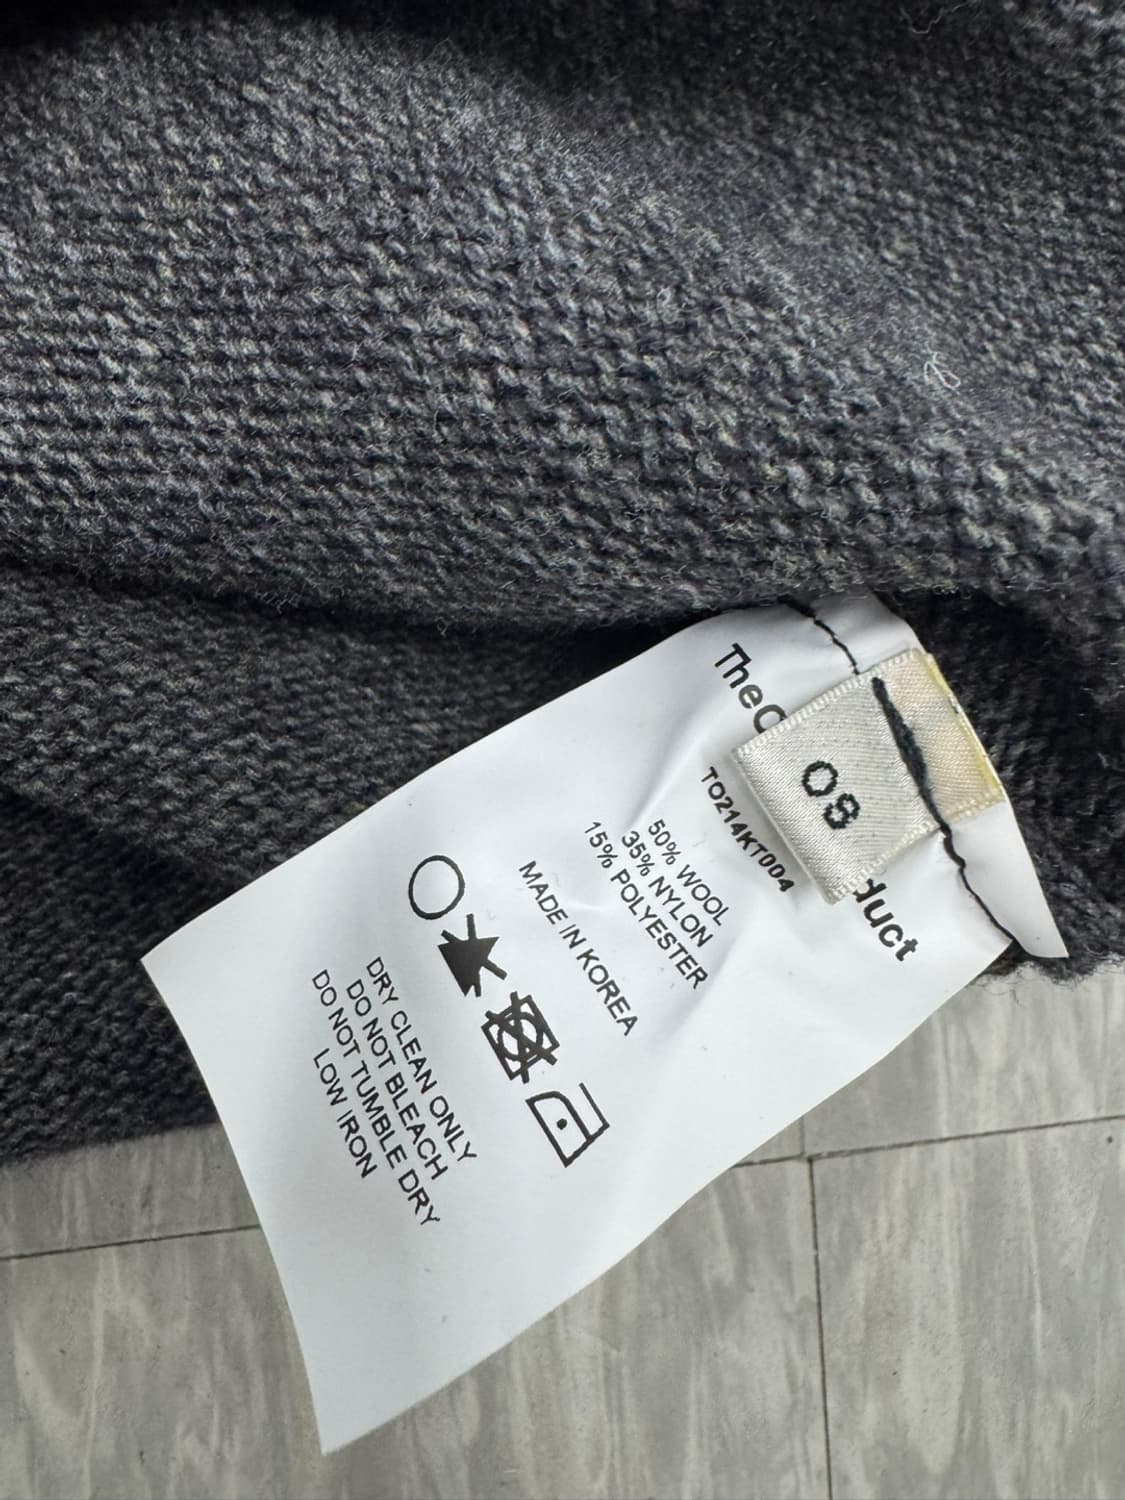 TheO
duct
OS
TO214KT004
50% WOOL
35% NYLON
15% POLYESTER
MADE IN KOREA
DRY CLEAN ONLY
DO NOT BLEACH
DO NOT TUMBLE DRY
LOW IRON